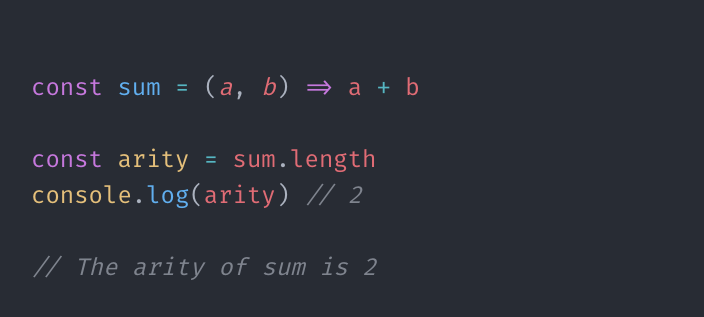 const sum = (a, b) => a + b
const arity = sum.length
console.log(arity) // 2
// The arity of sum is 2